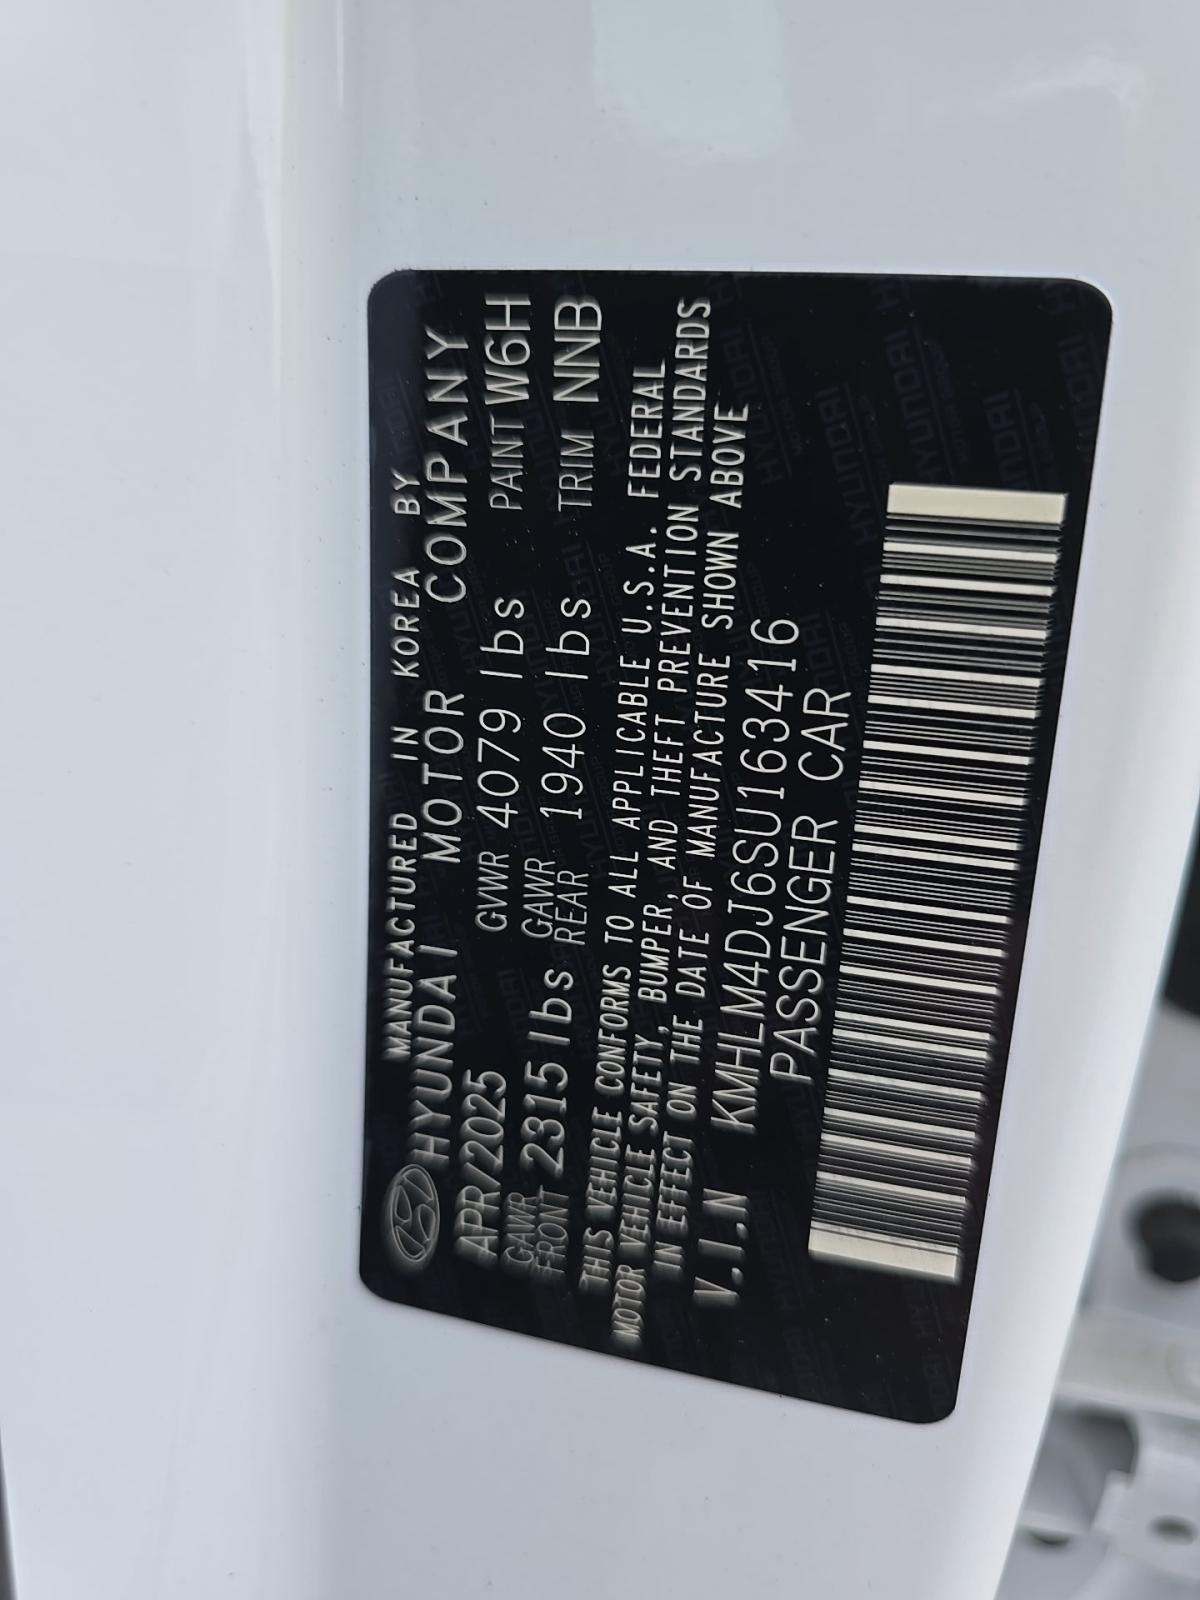 MANUFACTURED IN KOREA BY
HYUNDAI MOTOR COMPANY
APR/2025 GVWR 4079 lbs PAINT W6H
GAWR FRONT 2315 lbs GAWR REAR 1940 lbs TRIM NNB
THIS VEHICLE CONFORMS TO ALL APPLICABLE U.S.A. FEDERAL
MOTOR VEHICLE SAFETY, BUMPER, AND THEFT PREVENTION STANDARDS
IN EFFECT ON THE DATE OF MANUFACTURE SHOWN ABOVE
V.I.N KMHLM4DJ6SU163416
PASSENGER CAR